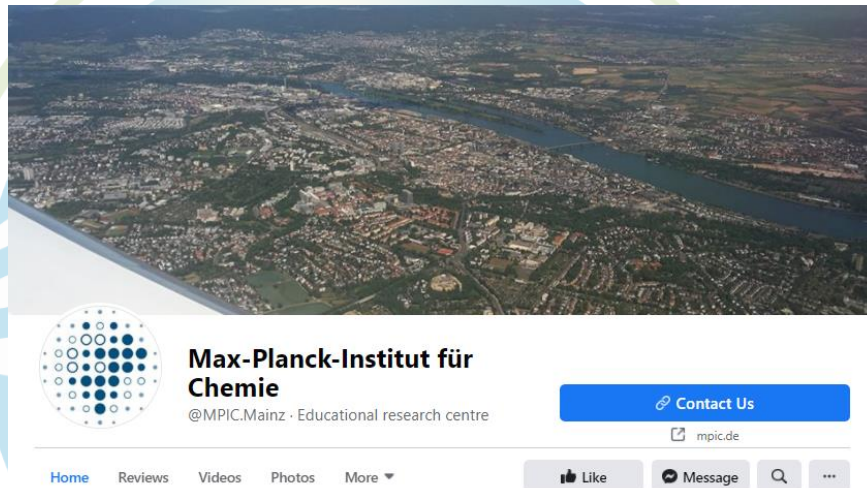 Max-Planck-Institut für
Chemie
@MPIC.Mainz · Educational research centre
Contact Us
mpic.de
Home Reviews Videos Photos More Like Message